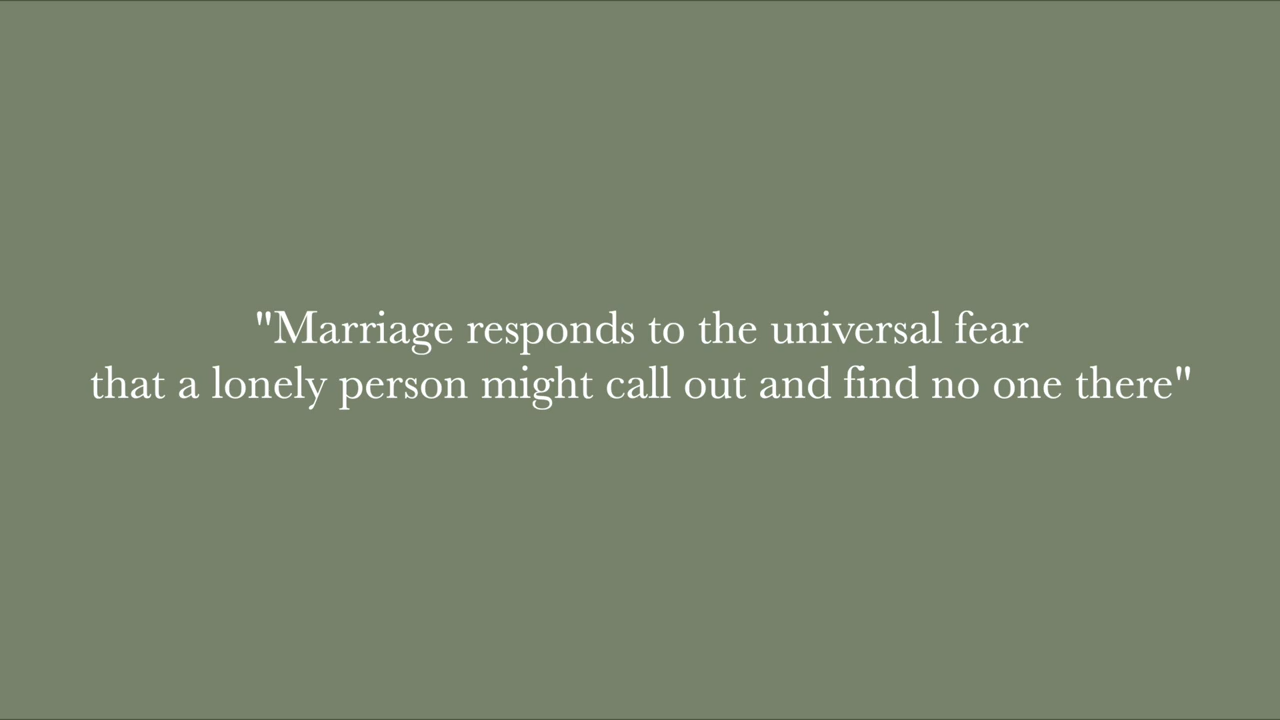 "Marriage responds to the universal fear
that a lonely person might call out and find no one there"